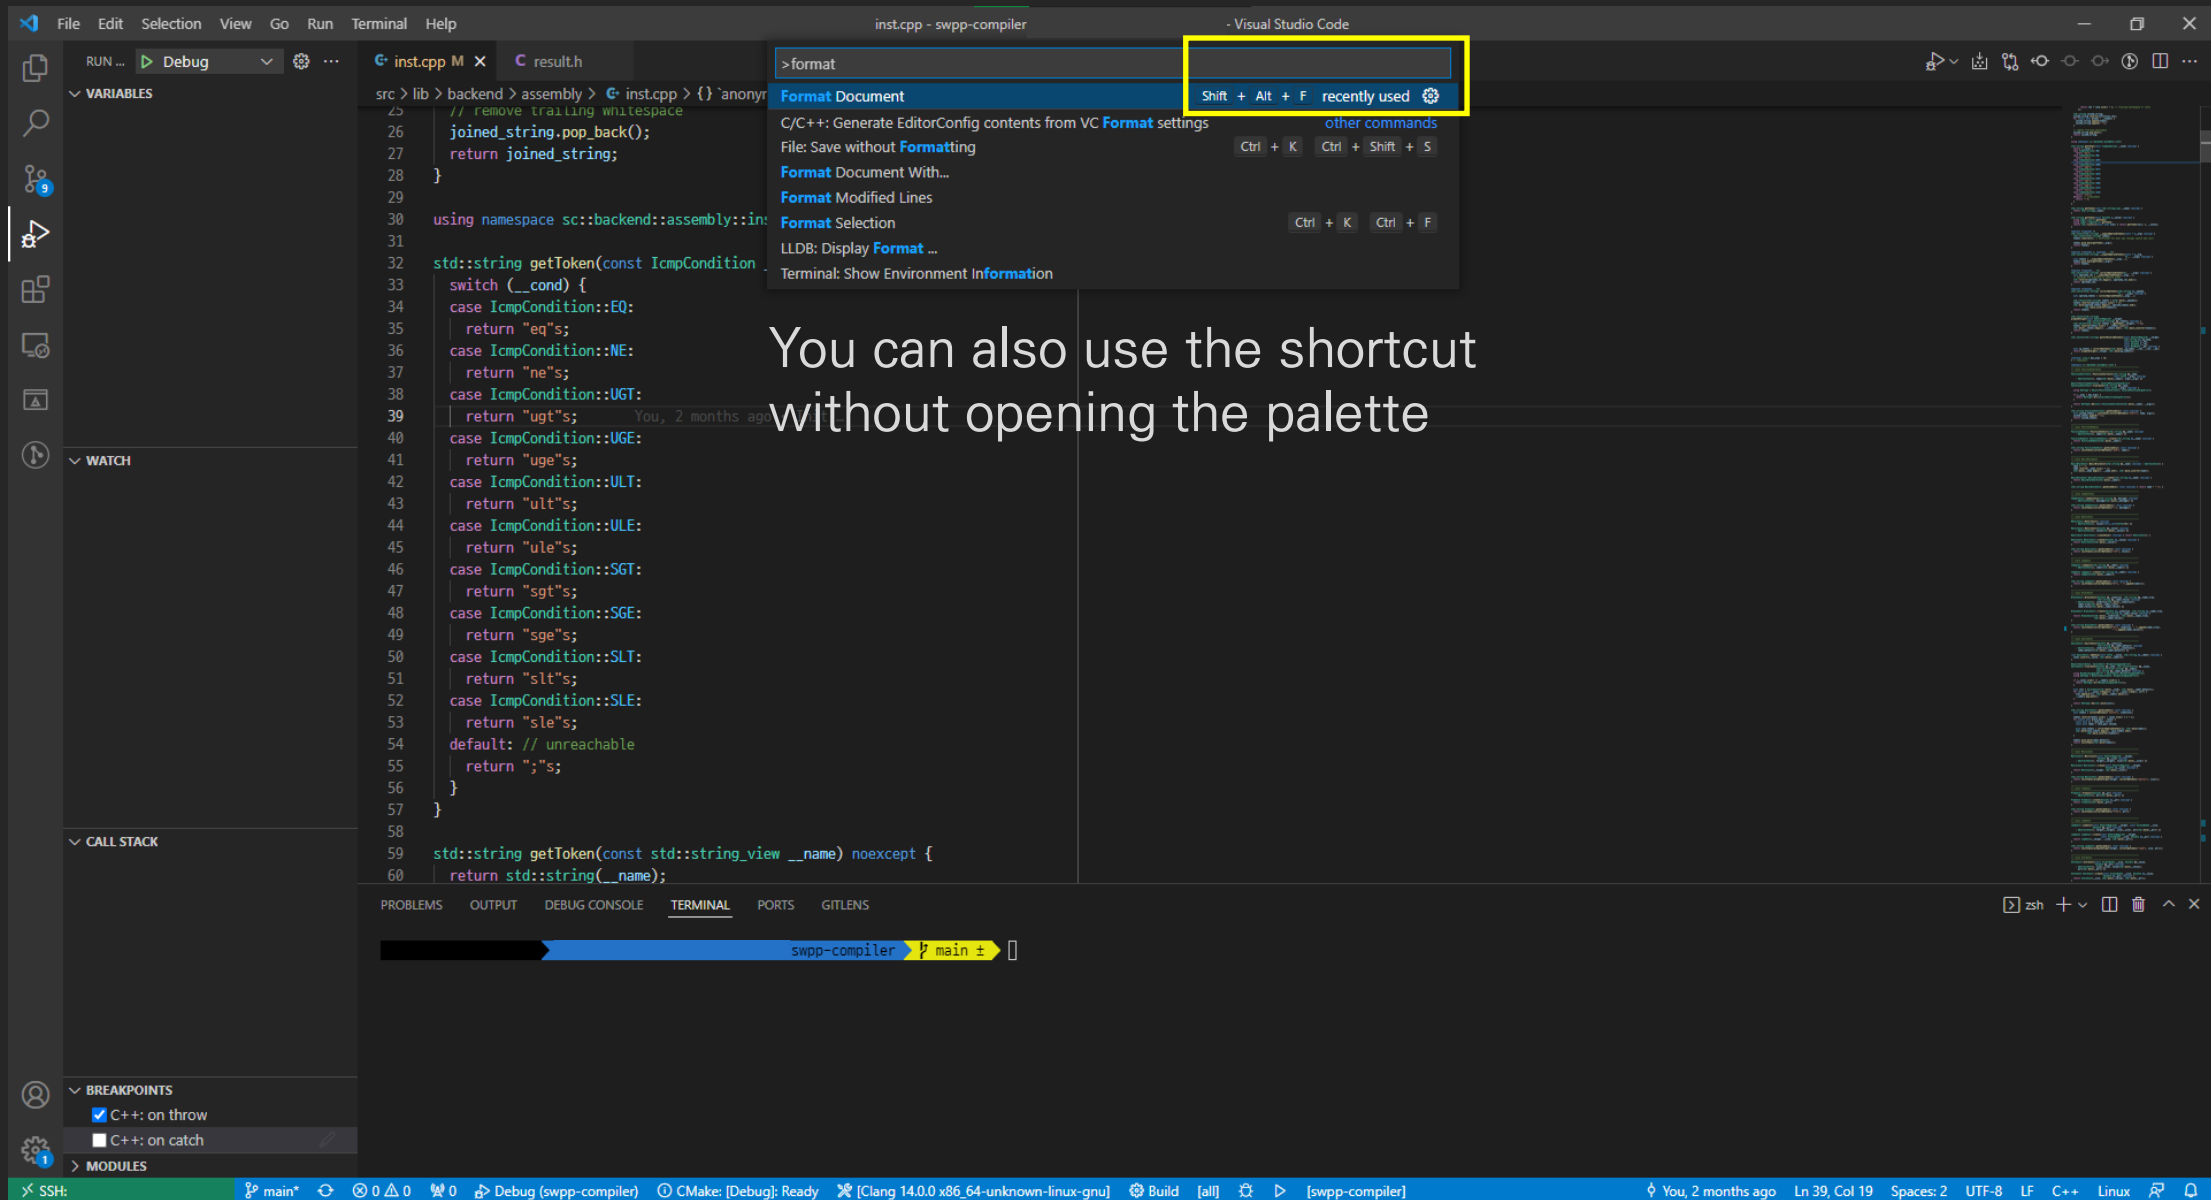 File Edit Selection View Go Run Terminal Help
inst.cpp - swpp-compiler - Visual Studio Code
RUN ... Debug
inst.cpp M
result.h
src > lib > backend > assembly > inst.cpp > {} `anonyr
>format
Format Document Shift + Alt + F recently used
C/C++: Generate EditorConfig contents from VC Format settings other commands
File: Save without Formatting Ctrl + K Ctrl + Shift + S
Format Document With...
Format Modified Lines
Format Selection Ctrl + K Ctrl + F
LLDB: Display Format ...
Terminal: Show Environment Information
You can also use the shortcut
without opening the palette
VARIABLES
WATCH
CALL STACK
BREAKPOINTS
C++: on throw
C++: on catch
MODULES
9
1
25 // remove trailing whitespace
26 joined_string.pop_back();
27 return joined_string;
28 }
29
30 using namespace sc::backend::assembly::ins
31
32 std::string getToken(const IcmpCondition _
33 switch (__cond) {
34 case IcmpCondition::EQ:
35 return "eq"s;
36 case IcmpCondition::NE:
37 return "ne"s;
38 case IcmpCondition::UGT:
39 return "ugt"s; You, 2 months ago
40 case IcmpCondition::UGE:
41 return "uge"s;
42 case IcmpCondition::ULT:
43 return "ult"s;
44 case IcmpCondition::ULE:
45 return "ule"s;
46 case IcmpCondition::SGT:
47 return "sgt"s;
48 case IcmpCondition::SGE:
49 return "sge"s;
50 case IcmpCondition::SLT:
51 return "slt"s;
52 case IcmpCondition::SLE:
53 return "sle"s;
54 default: // unreachable
55 return ";"s;
56 }
57 }
58
59 std::string getToken(const std::string_view __name) noexcept {
60 return std::string(__name);
PROBLEMS OUTPUT DEBUG CONSOLE TERMINAL PORTS GITLENS
zsh
swpp-compiler main ±
SSH: main* 0 0 0 Debug (swpp-compiler) CMake: [Debug]: Ready [Clang 14.0.0 x86_64-unknown-linux-gnu] Build [all] [swpp-compiler] You, 2 months ago Ln 39, Col 19 Spaces: 2 UTF-8 LF C++ Linux